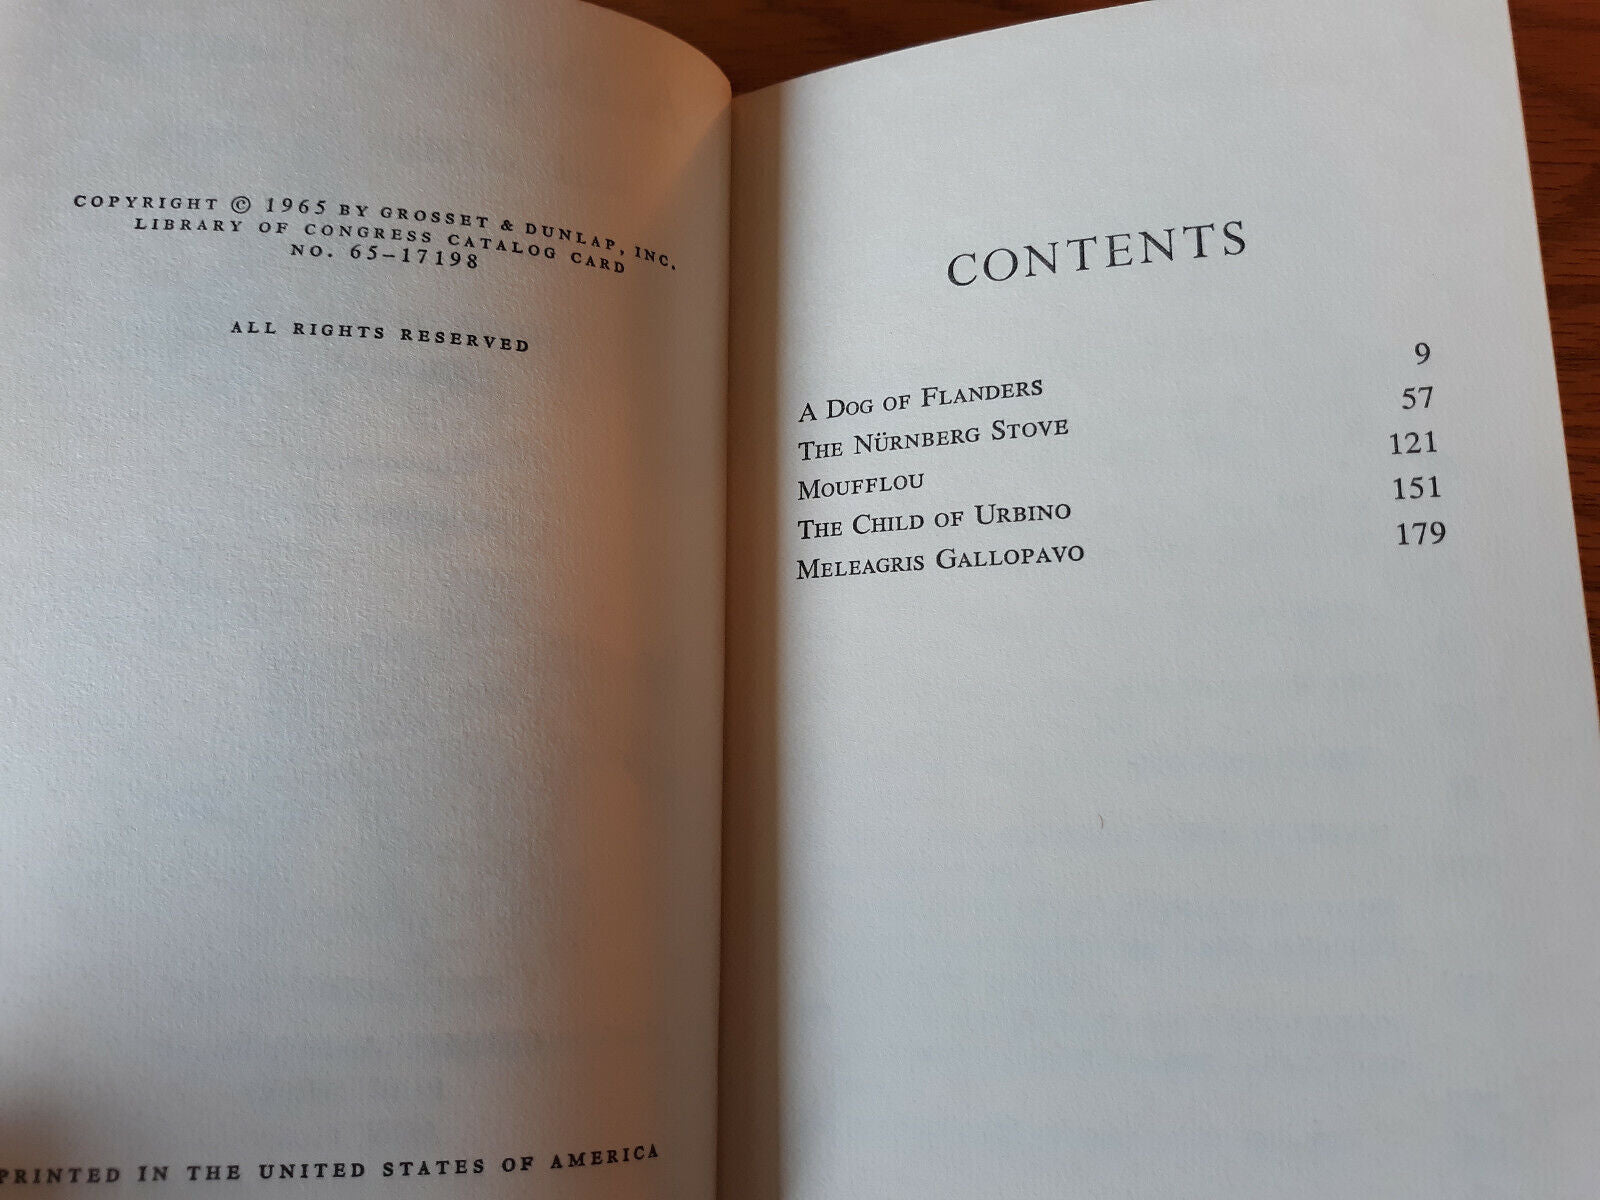 COPYRIGHT © 1965 BY GROSSET & DUNLAP, INC.
LIBRARY OF CONGRESS CATALOG CARD
NO. 65-17198
ALL RIGHTS RESERVED
PRINTED IN THE UNITED STATES OF AMERICA
CONTENTS
A DOG OF FLANDERS 9
THE NÜRNBERG STOVE 57
MOUFFLOU 121
THE CHILD OF URBINO 151
MELEAGRIS GALLOPAVO 179